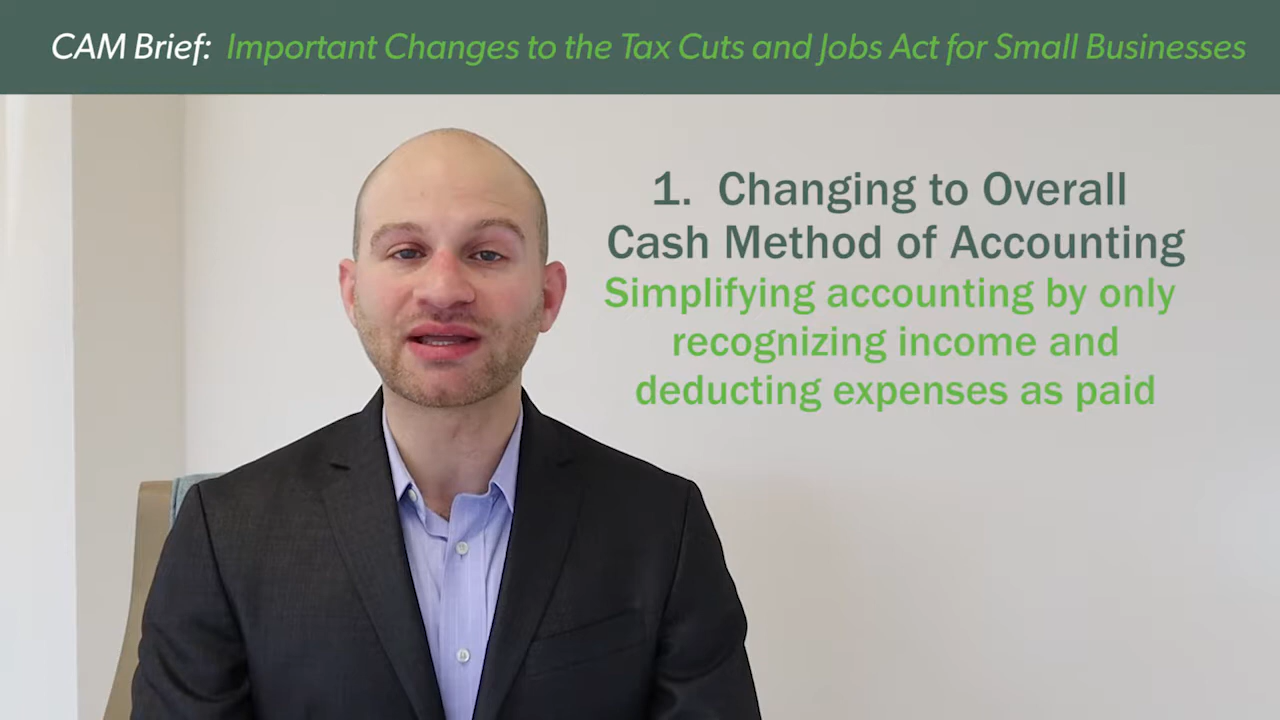 CAM Brief: Important Changes to the Tax Cuts and Jobs Act for Small Businesses
1. Changing to Overall
Cash Method of Accounting
Simplifying accounting by only
recognizing income and
deducting expenses as paid